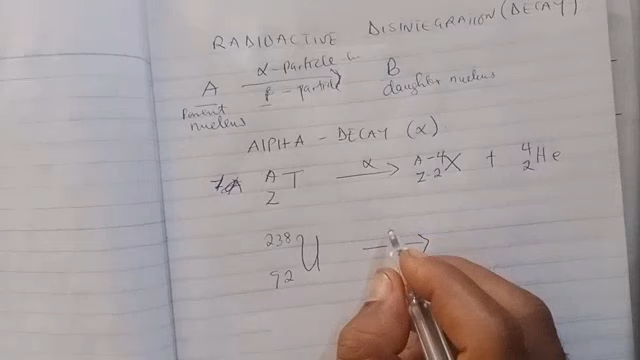 RADIOACTIVE DISINTEGRATION (DECAY)
α-particle
A → B
β - particle
Parent nucleus
daughter nucleus
ALPHA - DECAY (α)
A Z T α → A-4 Z-2 X + 4 2 He
238 92 U →